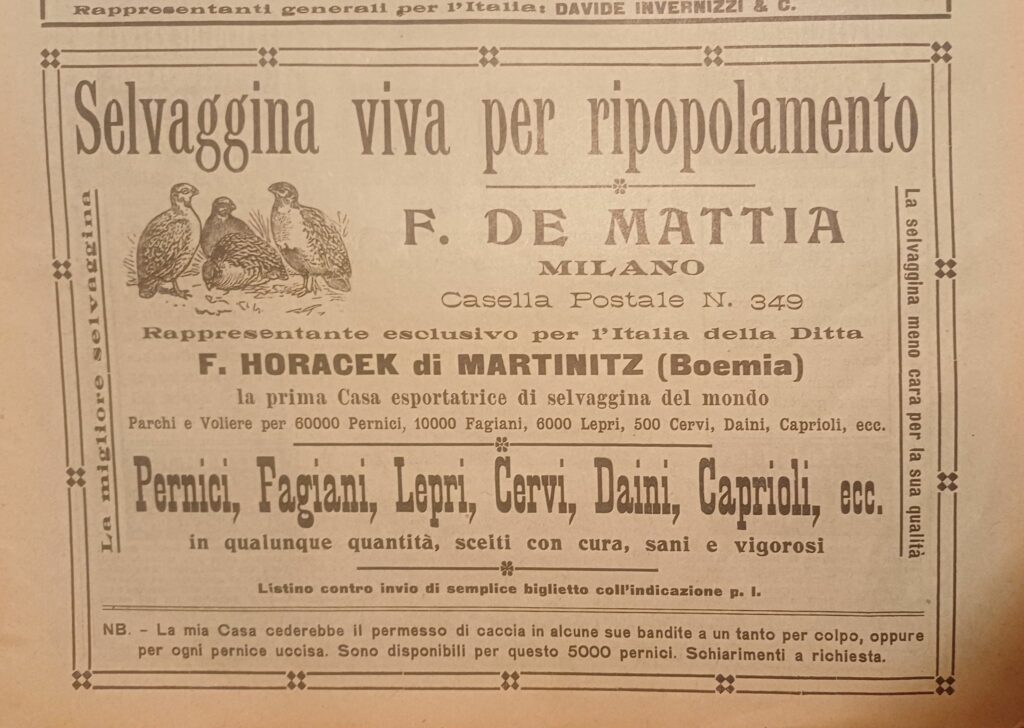 Rappresentanti generali per l'Italia: DAVIDE INVERNIZZI & C.
Selvaggina viva per ripopolamento
La migliore selvaggina
F. DE MATTIA
MILANO
Casella Postale N. 349
Rappresentante esclusivo per l'Italia della Ditta
F. HORACEK di MARTINITZ (Boemia)
la prima Casa esportatrice di selvaggina del mondo
Parchi e Voliere per 60000 Pernici, 10000 Fagiani, 6000 Lepri, 500 Cervi, Daini, Caprioli, ecc.
Pernici, Fagiani, Lepri, Cervi, Daini, Caprioli, ecc.
in qualunque quantità, scelti con cura, sani e vigorosi
Listino contro invio di semplice biglietto coll'indicazione p. l.
La selvaggina meno cara per la sua qualità
NB. - La mia Casa cederebbe il permesso di caccia in alcune sue bandite a un tanto per colpo, oppure
per ogni pernice uccisa. Sono disponibili per questo 5000 pernici. Schiarimenti a richiesta.